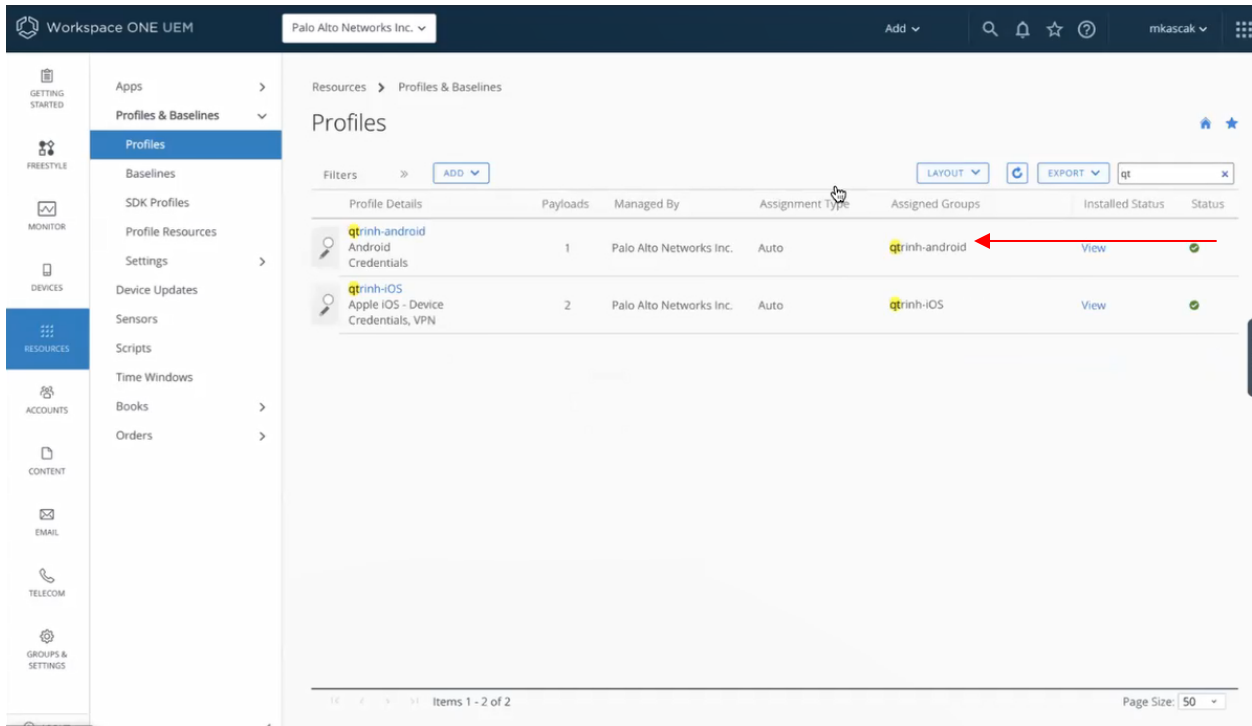 Workspace ONE UEM
Palo Alto Networks Inc.
Add
mkascak
GETTING
STARTED
FREESTYLE
MONITOR
DEVICES
RESOURCES
ACCOUNTS
CONTENT
EMAIL
TELECOM
GROUPS &
SETTINGS
Apps
Profiles & Baselines
Profiles
Baselines
SDK Profiles
Profile Resources
Settings
Device Updates
Sensors
Scripts
Time Windows
Books
Orders
Resources > Profiles & Baselines
Profiles
Filters » ADD LAYOUT EXPORT qt x
Profile Details Payloads Managed By Assignment Type Assigned Groups Installed Status Status
qtrinh-android
Android 1 Palo Alto Networks Inc. Auto qtrinh-android View
Credentials
qtrinh-iOS
Apple iOS - Device 2 Palo Alto Networks Inc. Auto qtrinh-iOS View
Credentials, VPN
Items 1 - 2 of 2 Page Size: 50